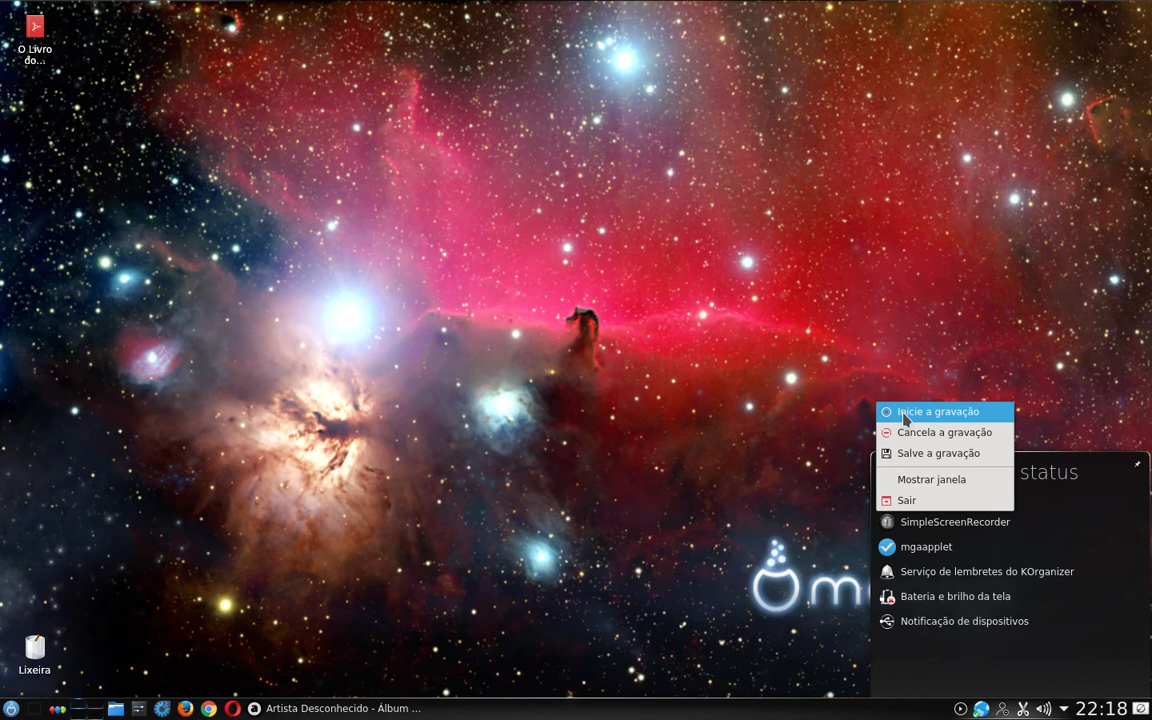 O Livro
do...
Inicie a gravação
Cancela a gravação
Salve a gravação
status
Mostrar janela
Sair
SimpleScreenRecorder
mgaapplet
Serviço de lembretes do KOrganizer
Bateria e brilho da tela
Notificação de dispositivos
Lixeira
Artista Desconhecido - Álbum ...
22:18